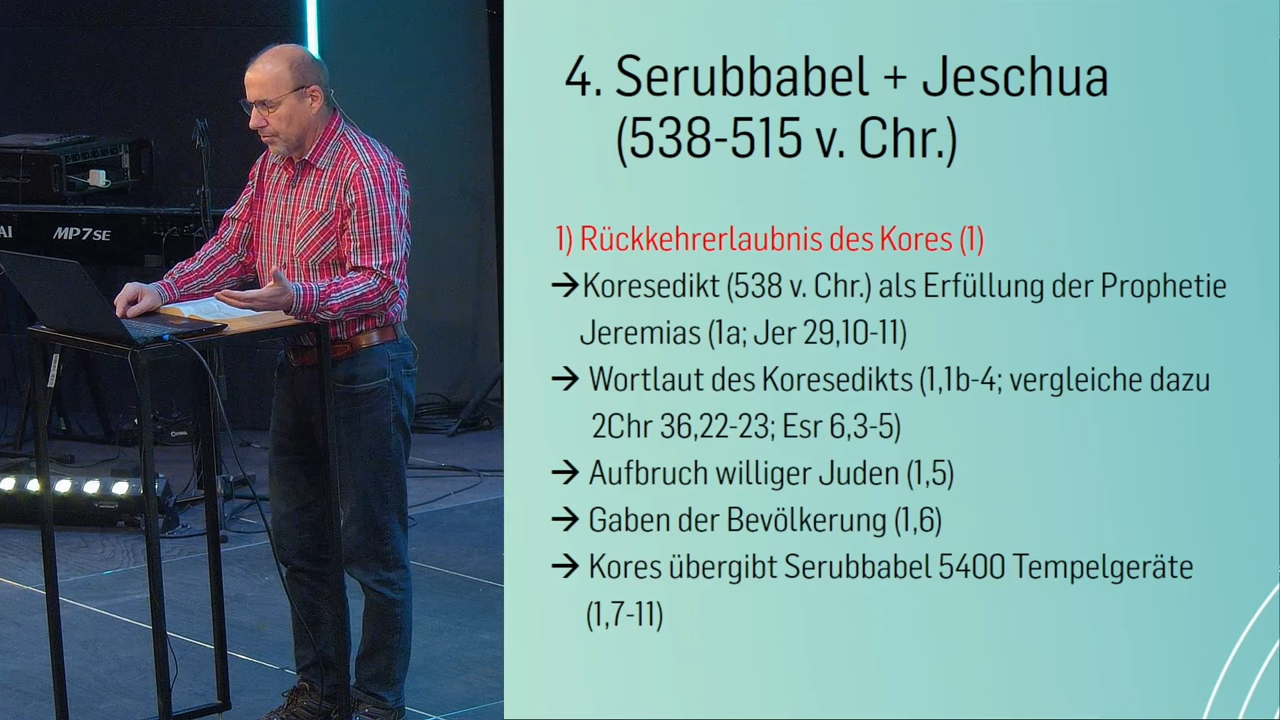 4. Serubbabel + Jeschua
(538-515 v. Chr.)
1) Rückkehrerlaubnis des Kores (1)
→Koresedikt (538 v. Chr.) als Erfüllung der Prophetie
Jeremias (1a; Jer 29,10-11)
→ Wortlaut des Koresedikts (1,1b-4; vergleiche dazu
2Chr 36,22-23; Esr 6,3-5)
→ Aufbruch williger Juden (1,5)
→ Gaben der Bevölkerung (1,6)
→ Kores übergibt Serubbabel 5400 Tempelgeräte
(1,7-11)
AI MP7SE